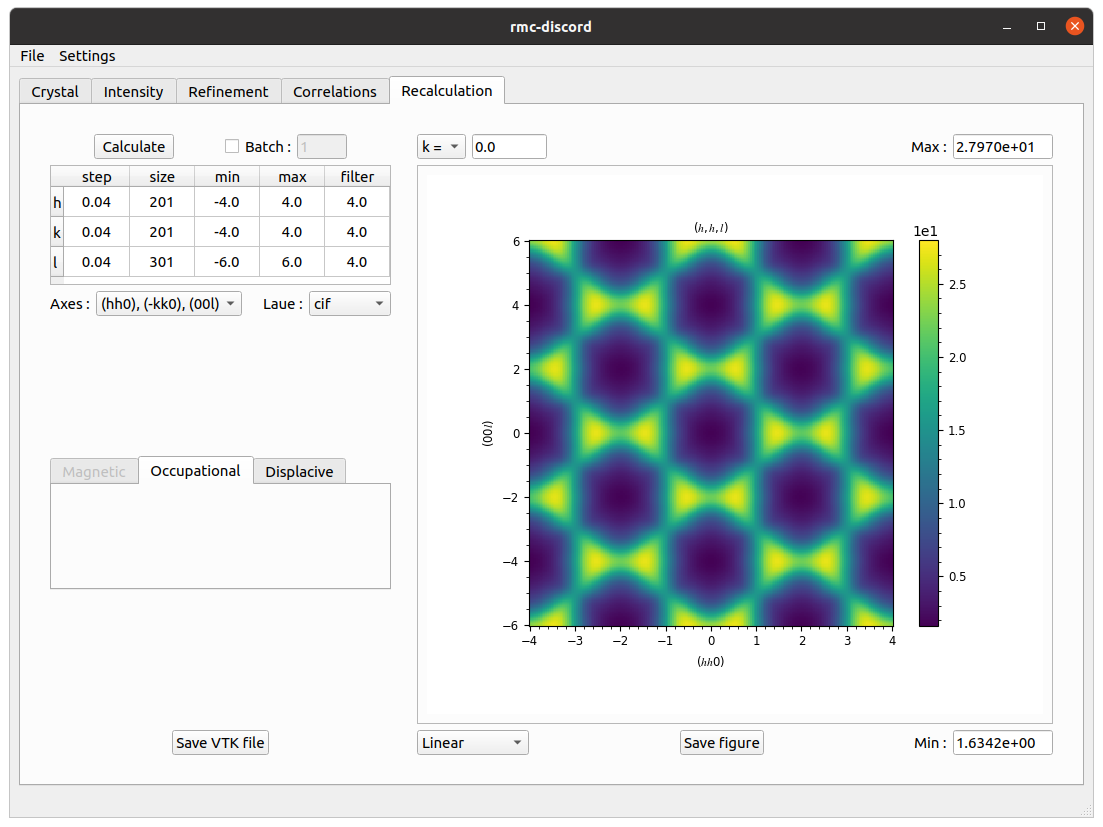 rmc-discord
File Settings
Crystal Intensity Refinement Correlations Recalculation
Calculate Batch : 1 k = 0.0 Max : 2.7970e+01
step size min max filter
h 0.04 201 -4.0 4.0 4.0
k 0.04 201 -4.0 4.0 4.0
l 0.04 301 -6.0 6.0 4.0
Axes : (hh0), (-kk0), (00l) Laue : cif
Magnetic Occupational Displacive
(h, h, l)
1e1
6
4
2
0
−2
−4
−6
(00l)
−4 −3 −2 −1 0 1 2 3 4
(hh0)
2.5
2.0
1.5
1.0
0.5
Save VTK file Linear Save figure Min : 1.6342e+00